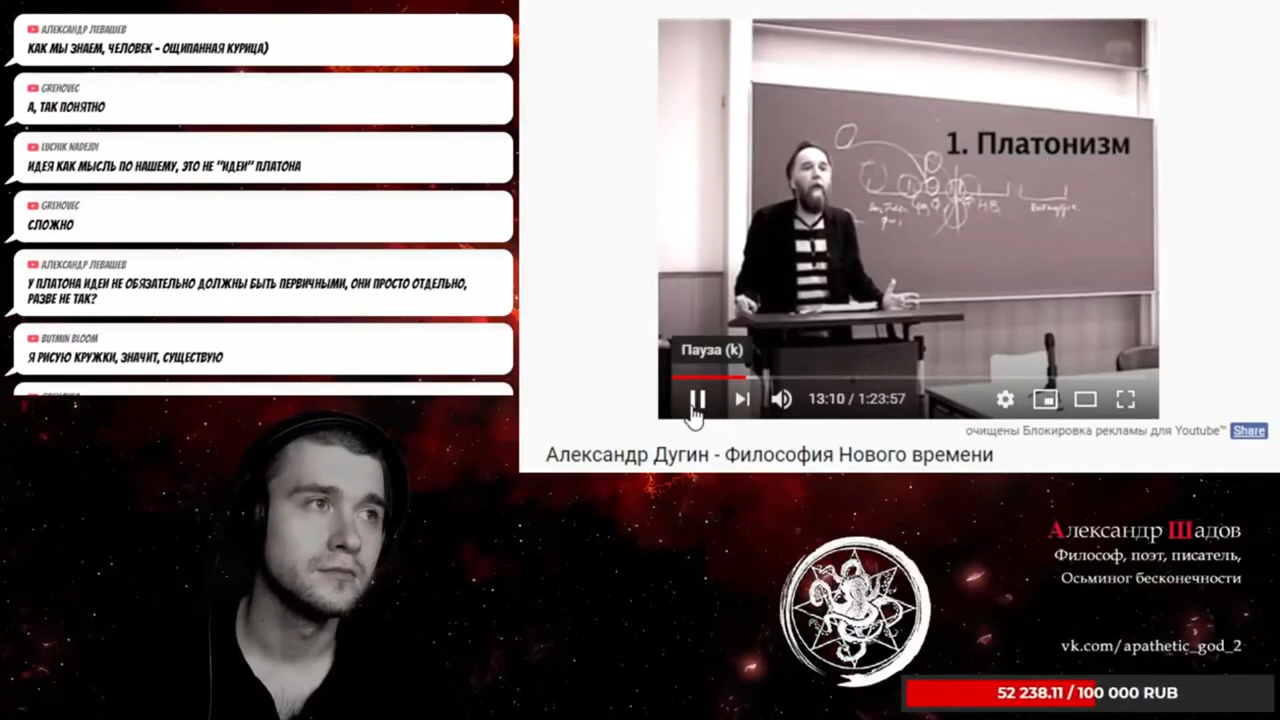 АЛЕКСАНДР ЛЕВАШЕВ
КАК МЫ ЗНАЕМ, ЧЕЛОВЕК - ОЩИПАННАЯ КУРИЦА)
GREHOVEC
А, ТАК ПОНЯТНО
LUCHIK NADEJDI
ИДЕЯ КАК МЫСЛЬ ПО НАШЕМУ, ЭТО НЕ "ИДЕИ" ПЛАТОНА
GREHOVEC
СЛОЖНО
АЛЕКСАНДР ЛЕВАШЕВ
У ПЛАТОНА ИДЕИ НЕ ОБЯЗАТЕЛЬНО ДОЛЖНЫ БЫТЬ ПЕРВИЧНЫМИ, ОНИ ПРОСТО ОТДЕЛЬНО,
РАЗВЕ НЕ ТАК?
BUTMIN BLOOM
Я РИСУЮ КРУЖКИ, ЗНАЧИТ, СУЩЕСТВУЮ
1. Платонизм
Пауза (k)
13:10 / 1:23:57
очищены Блокировка рекламы для Youtube™ Share
Александр Дугин - Философия Нового времени
Александр Шадов
Философ, поэт, писатель,
Осьминог бесконечности
vk.com/apathetic_god_2
52 238.11 / 100 000 RUB